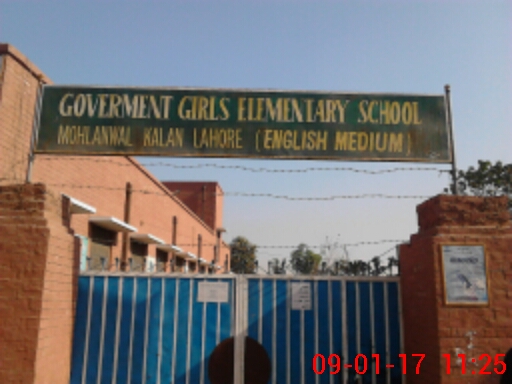 GOVERMENT GIRLS ELEMENTARY SCHOOL
MOHLANWAL KALAN LAHORE (ENGLISH MEDIUM)
09-01-17 11:25